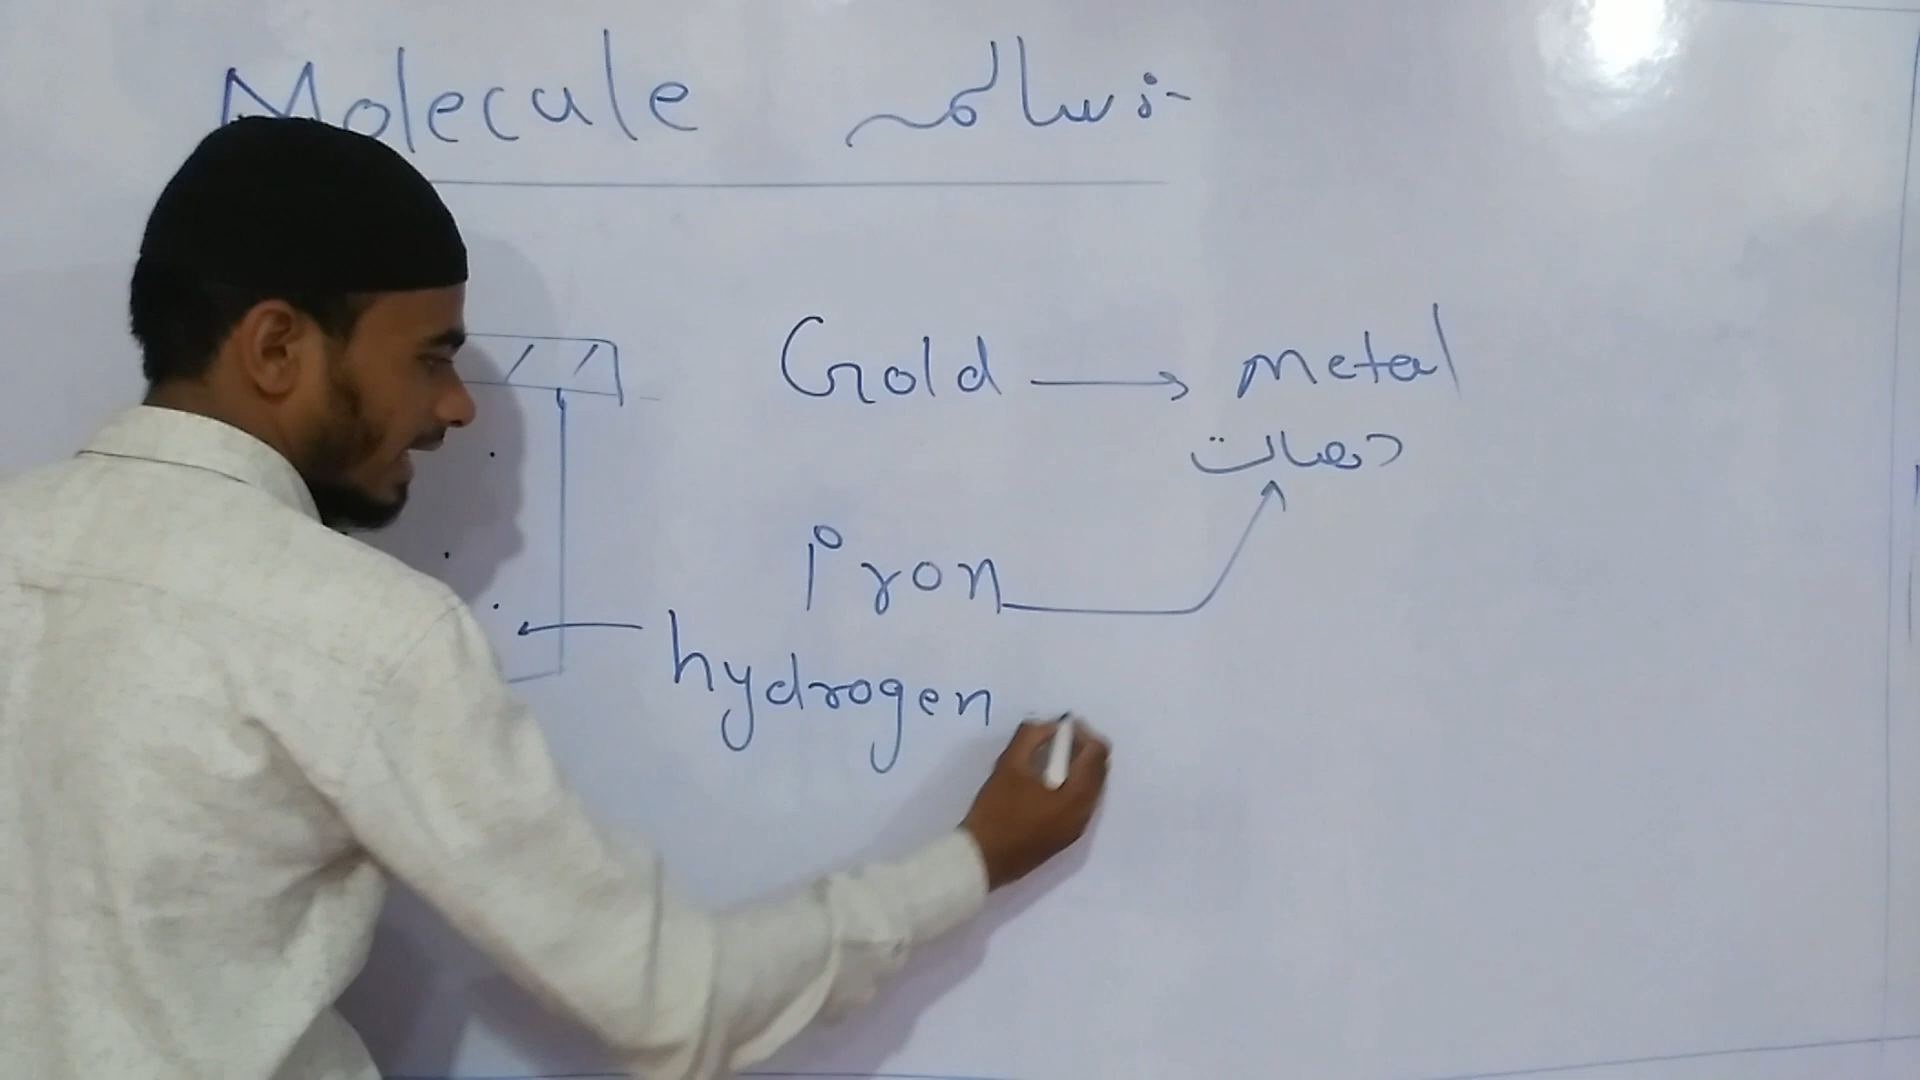 Molecule سالمہ :-
Gold → Metal
دھات
iron
hydrogen